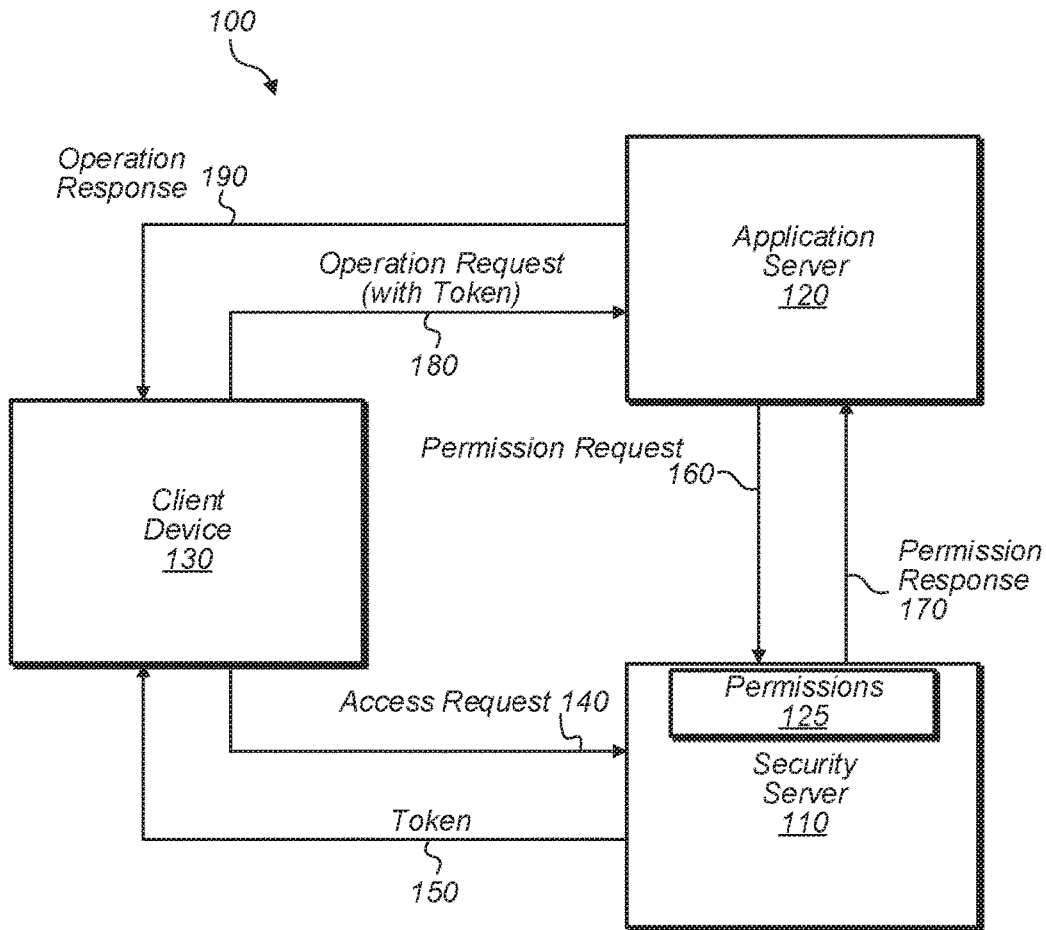 100
Operation
Response
190
Application
Server
120
Operation Request
(with Token)
180
Permission Request
160
Client
Device
130
Permission
Response
170
Access Request 140
Permissions
125
Security
Server
110
Token
150